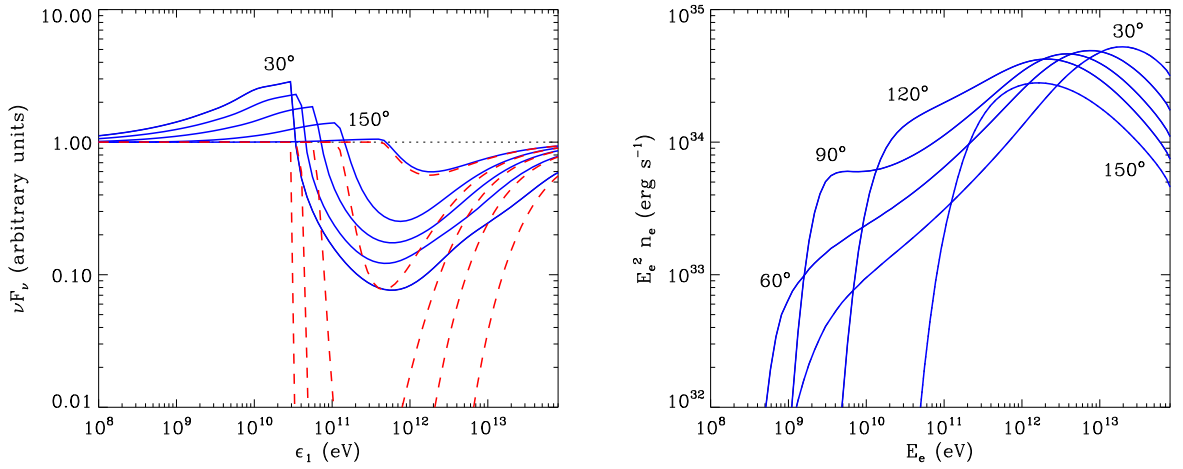 10.00
1.00
0.10
0.01
νF_ν (arbitrary units)
30°
150°
10^8 10^9 10^10 10^11 10^12 10^13
ϵ_1 (eV)
10^35
10^34
10^33
10^32
E_e^2 n_e (erg s^-1)
30°
120°
90°
150°
60°
10^8 10^9 10^10 10^11 10^12 10^13
E_e (eV)